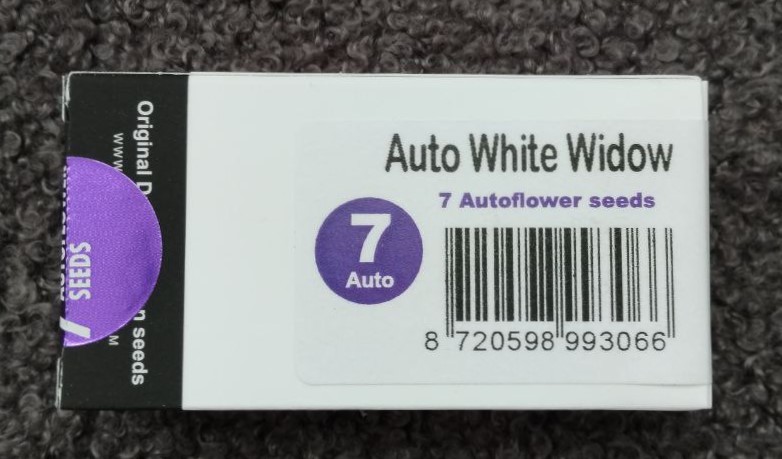 Auto White Widow
7 Autoflower seeds
7
Auto
8 720598 993066
Original
seeds
SEEDS